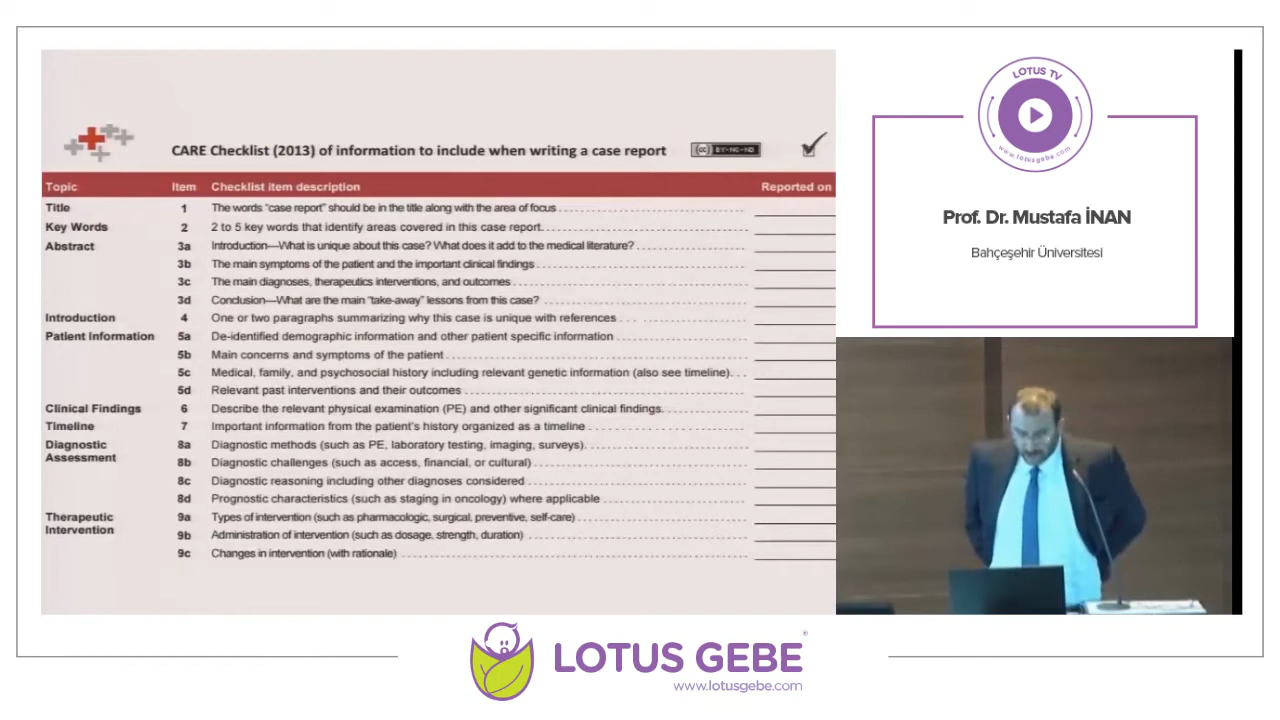 CARE Checklist (2013) of information to include when writing a case report
cc BY-NC-ND
Topic Item Checklist item description Reported on
Title 1 The words "case report" should be in the title along with the area of focus
Key Words 2 2 to 5 key words that identify areas covered in this case report.
Abstract 3a Introduction—What is unique about this case? What does it add to the medical literature?
3b The main symptoms of the patient and the important clinical findings
3c The main diagnoses, therapeutics interventions, and outcomes
3d Conclusion—What are the main "take-away" lessons from this case?
Introduction 4 One or two paragraphs summarizing why this case is unique with references
Patient Information 5a De-identified demographic information and other patient specific information
5b Main concerns and symptoms of the patient
5c Medical, family, and psychosocial history including relevant genetic information (also see timeline).
5d Relevant past interventions and their outcomes
Clinical Findings 6 Describe the relevant physical examination (PE) and other significant clinical findings.
Timeline 7 Important information from the patient's history organized as a timeline
Diagnostic Assessment 8a Diagnostic methods (such as PE, laboratory testing, imaging, surveys).
8b Diagnostic challenges (such as access, financial, or cultural)
8c Diagnostic reasoning including other diagnoses considered
8d Prognostic characteristics (such as staging in oncology) where applicable
Therapeutic Intervention 9a Types of intervention (such as pharmacologic, surgical, preventive, self-care)
9b Administration of intervention (such as dosage, strength, duration)
9c Changes in intervention (with rationale)
LOTUS TV
www.lotusgebe.com
Prof. Dr. Mustafa İNAN
Bahçeşehir Üniversitesi
LOTUS GEBE
®
www.lotusgebe.com